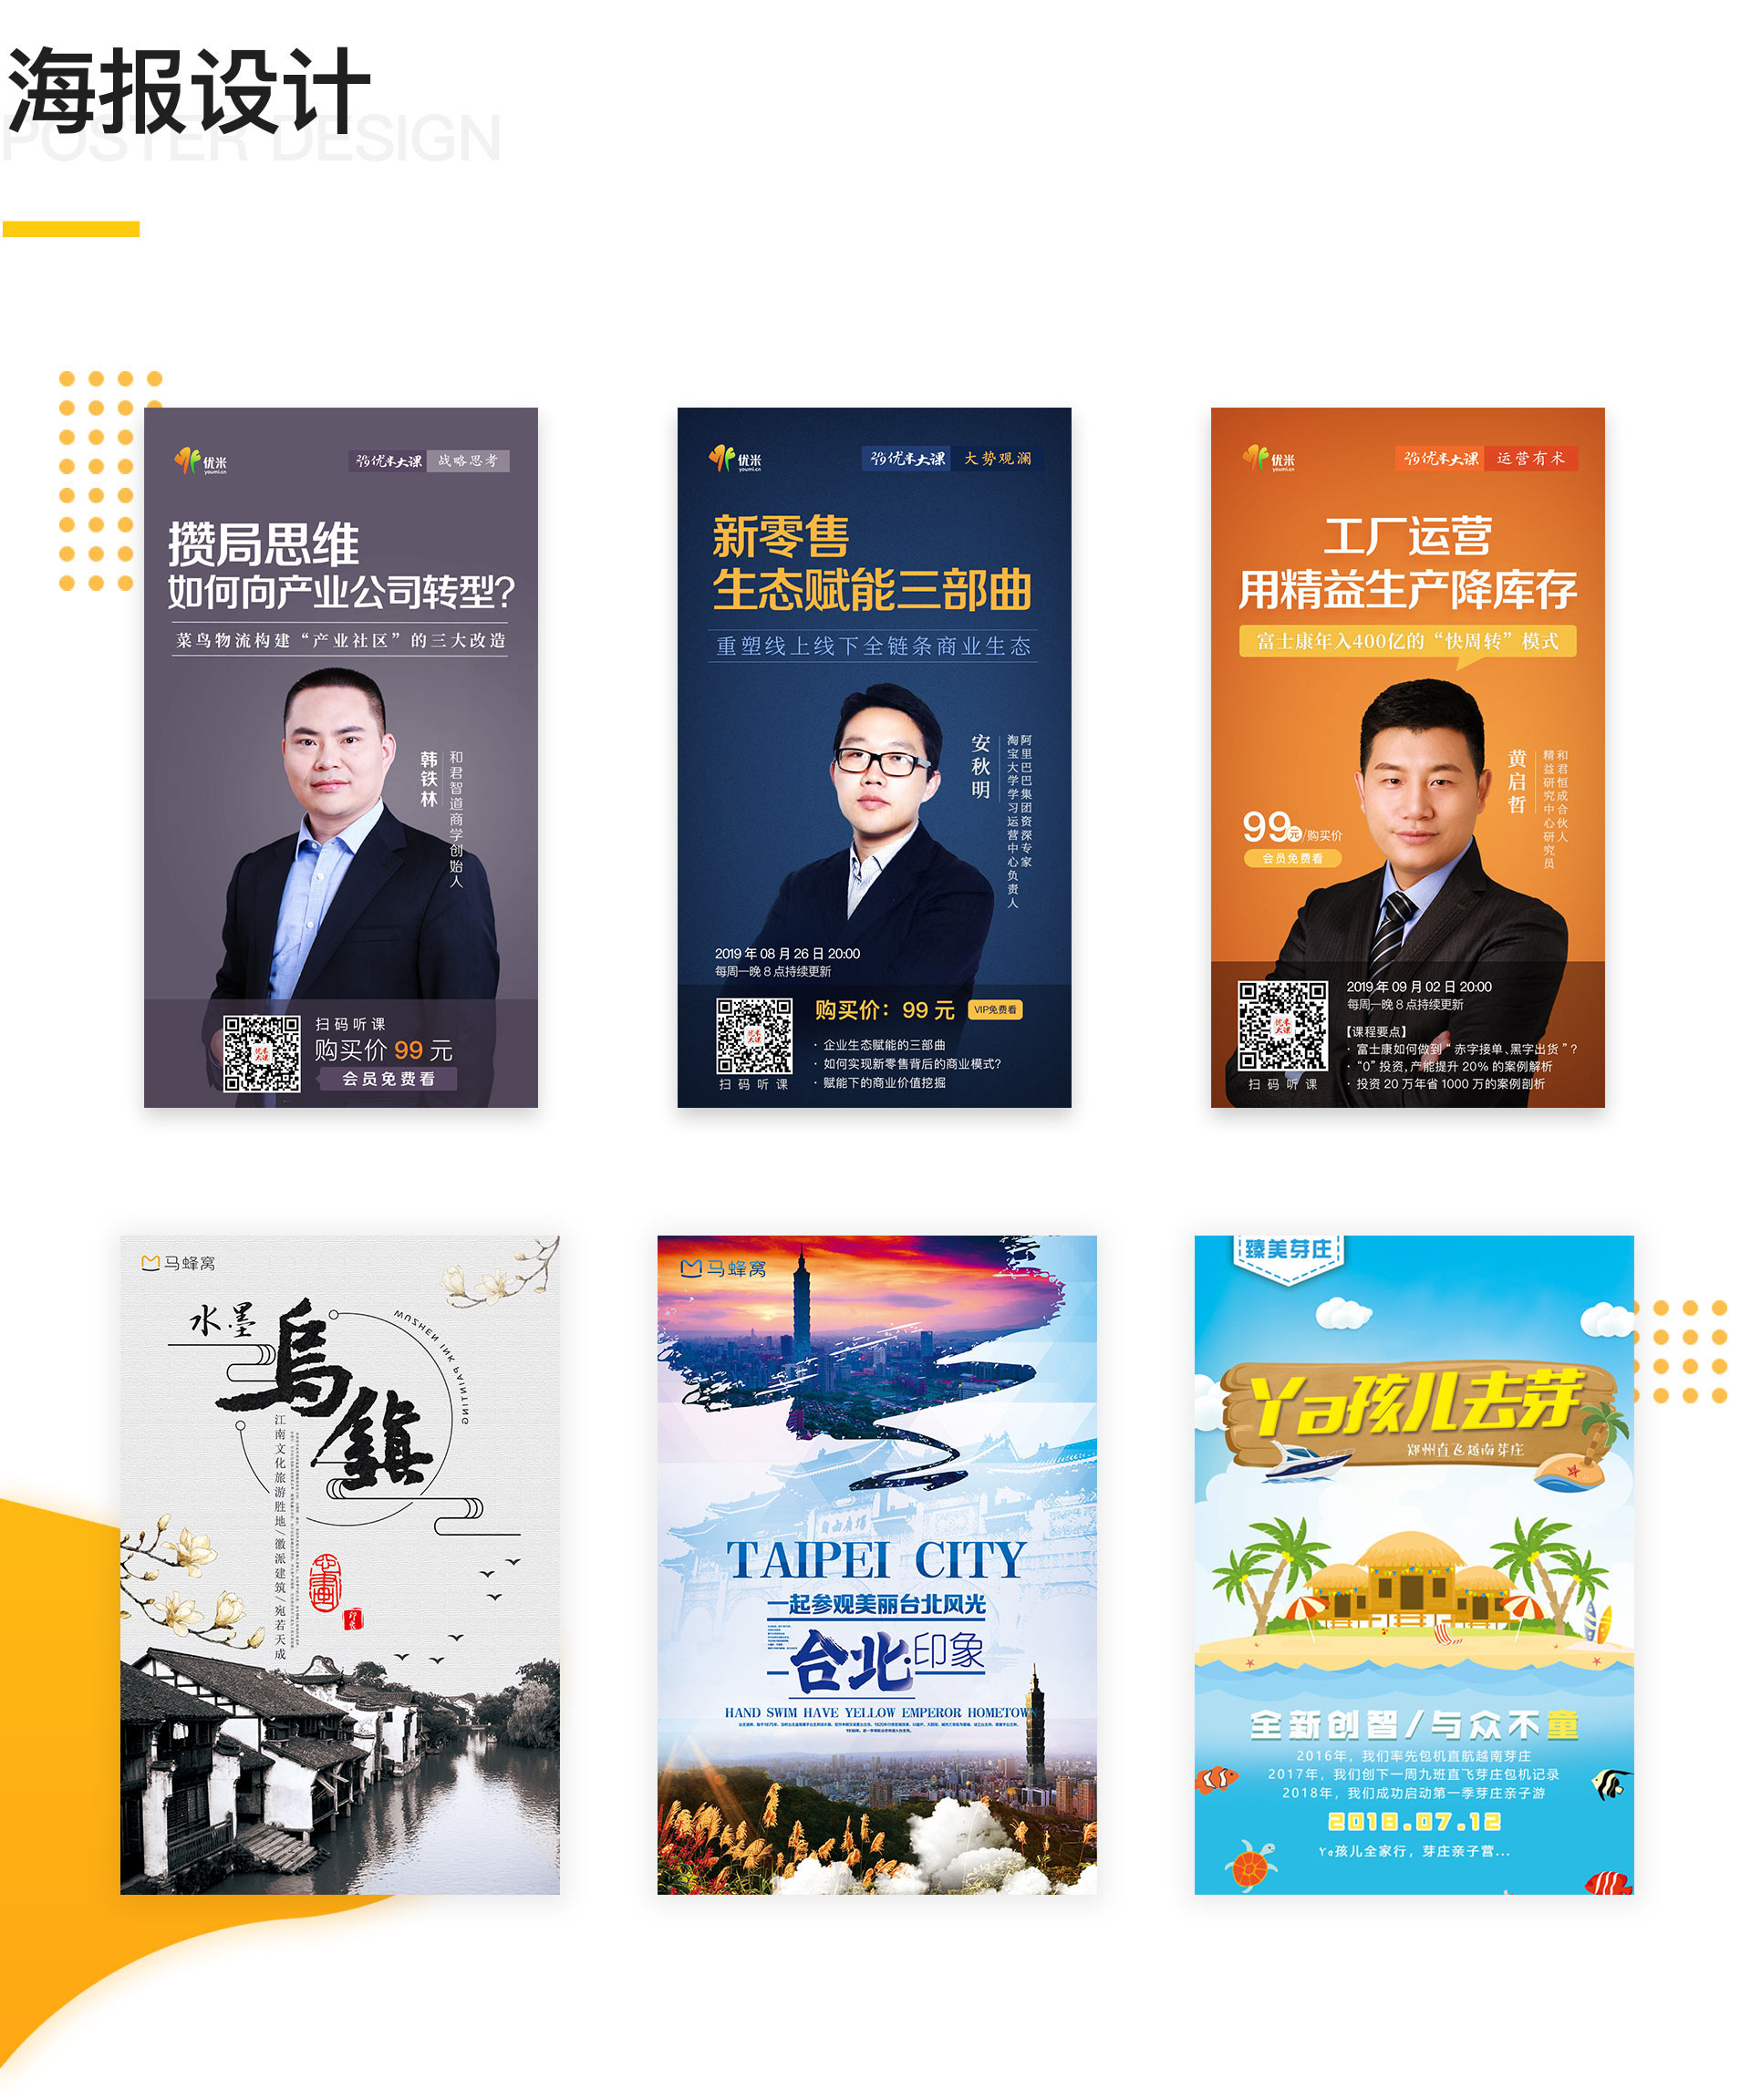 海报设计
POSTER DESIGN
优米
youmi.cn
优米大课 战略思考
攒局思维
如何向产业公司转型?
菜鸟物流构建“产业社区”的三大改造
韩铁林
和君智道商学创始人
优米大课
扫码听课
购买价 99 元
会员免费看
优米
youmi.cn
优米大课 大势观澜
新零售
生态赋能三部曲
重塑线上线下全链条商业生态
安秋明
阿里巴巴集团资深专家
淘宝大学学习运营中心负责人
2019 年 08 月 26 日 20:00
每周一晚 8 点持续更新
优米大课
扫码听课
购买价：99 元 VIP免费看
· 企业生态赋能的三部曲
· 如何实现新零售背后的商业模式?
· 赋能下的商业价值挖掘
优米
youmi.cn
优米大课 运营有术
工厂运营
用精益生产降库存
富士康年入400亿的“快周转”模式
黄启哲
和君恒成合伙人
精益研究中心研究员
99元/购买价
会员免费看
优米大课
扫码听课
2019 年 09 月 02 日 20:00
每周一晚 8 点持续更新
【课程要点】
· 富士康如何做到“赤字接单、黑字出货”?
· “0”投资，产能提升 20% 的案例解析
· 投资 20 万年省 1000 万的案例剖析
马蜂窝
水墨
烏鎮
WUZHEN INK PAINTING
江南文化旅游胜地/徽派建筑/宛若天成
马蜂窝
TAIPEI CITY
一起参观美丽台北风光
台北·印象
HAND SWIM HAVE YELLOW EMPEROR HOMETOWN
臻美芽庄
Ya孩儿去芽
郑州直飞越南芽庄
全新创智/与众不童
2016年，我们率先包机直航越南芽庄
2017年，我们创下一周九班直飞芽庄包机记录
2018年，我们成功启动第一季芽庄亲子游
2018.07.12
Ya孩儿全家行，芽庄亲子营...